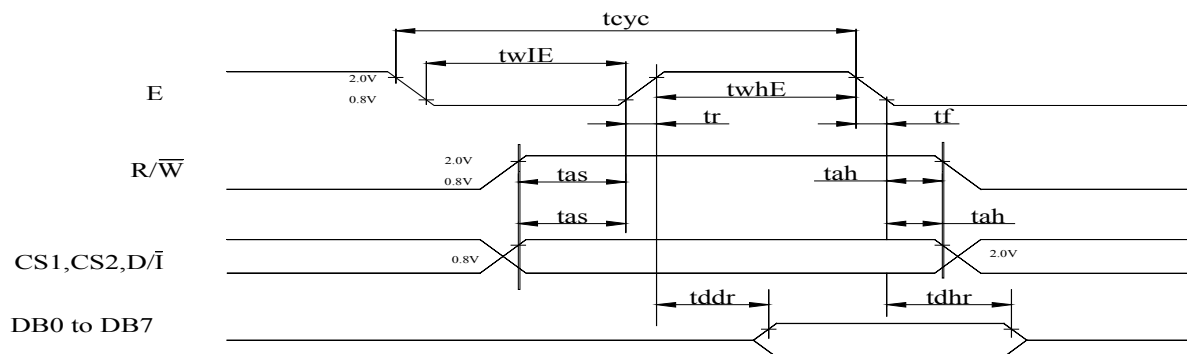 tcyc
twIE
2.0V
E
0.8V
twhE
tr
tf
2.0V
R/W̅
0.8V
tas
tah
tas
tah
CS1,CS2,D/I̅
0.8V
2.0V
tddr
tdhr
DB0 to DB7